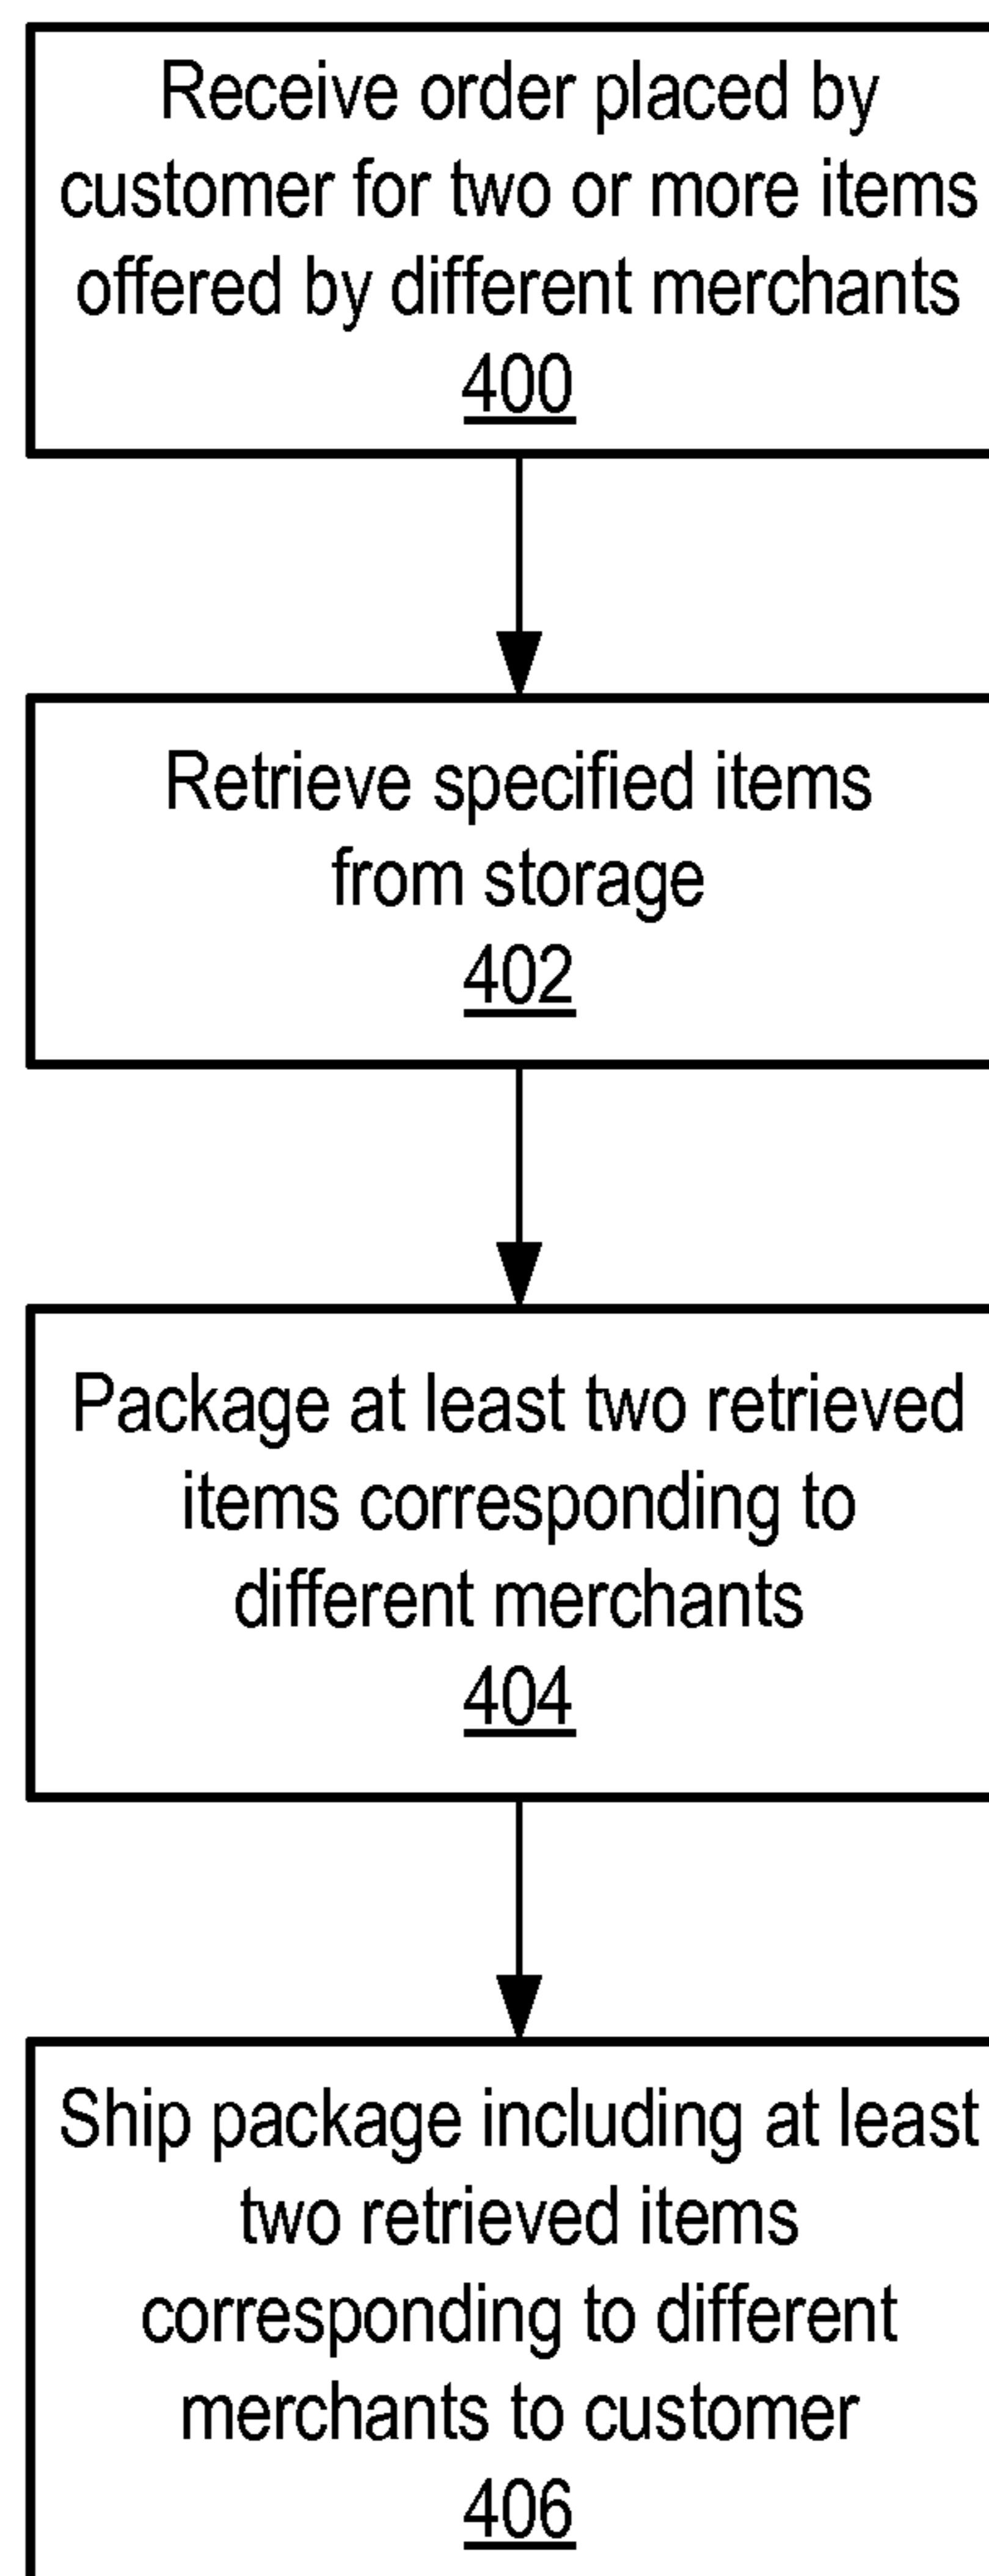 Receive order placed by
customer for two or more items
offered by different merchants
400
Retrieve specified items
from storage
402
Package at least two retrieved
items corresponding to
different merchants
404
Ship package including at least
two retrieved items
corresponding to different
merchants to customer
406